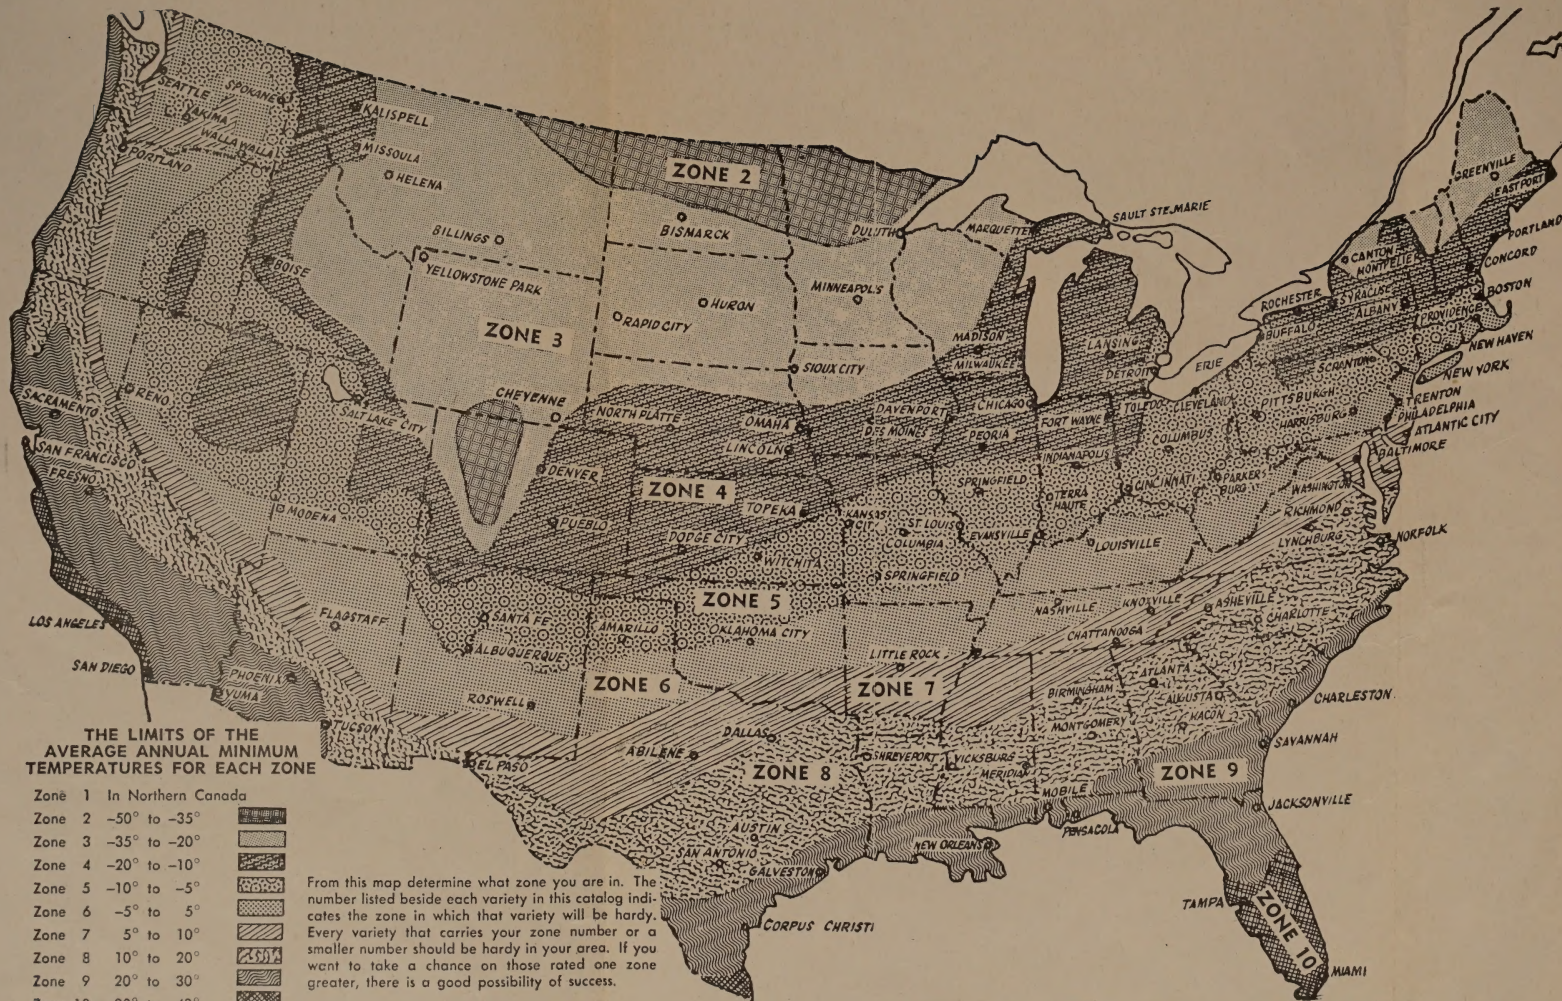 SEATTLE
SPOKANE
YAKIMA
WALLA WALLA
PORTLAND
KALISPELL
MISSOULA
HELENA
BILLINGS
YELLOWSTONE PARK
BOISE
ZONE 2
BISMARCK
DULUTH
MARQUETTE
SAULT STE.MARIE
MINNEAPOL'S
HURON
RAPID CITY
ZONE 3
SIOUX CITY
MADISON
MILWAUKEE
LANSING
DETROIT
GREENVILLE
EASTPORT
PORTLAND
CANTON
MONTPELIER
CONCORD
ROCHESTER
SYRACUSE
BOSTON
BUFFALO
ALBANY
PROVIDENCE
NEW HAVEN
ERIE
SCRANTON
NEW YORK
RENO
SACRAMENTO
SALT LAKE CITY
CHEYENNE
NORTH PLATTE
OMAHA
LINCOLN
DAVENPORT
DES MOINES
CHICAGO
PEORIA
FORT WAYNE
TOLEDO
CLEVELAND
PITTSBURGH
HARRISBURG
TRENTON
PHILADELPHIA
ATLANTIC CITY
BALTIMORE
SAN FRANCISCO
FRESNO
DENVER
ZONE 4
TOPEKA
KANSAS CITY
SPRINGFIELD
INDIANAPOLIS
COLUMBUS
TERRA HAUTE
CINCINNATI
PARKERBURG
WASHINGTON
RICHMOND
MODENA
PUEBLO
DODGE CITY
WITCHITA
ST LOUIS
COLUMBIA
EVANSVILLE
LOUISVILLE
LYNCHBURG
NORFOLK
SPRINGFIELD
ZONE 5
FLAGSTAFF
SANTA FE
AMARILLO
OKLAHOMA CITY
NASHVILLE
KNOXVILLE
ASHEVILLE
CHARLOTTE
CHATTANOOGA
LOS ANGELES
ALBUQUERQUE
LITTLE ROCK
SAN DIEGO
PHOENIX
YUMA
ROSWELL
ZONE 6
ZONE 7
BIRMINGHAM
ATLANTA
AUGUSTA
CHARLESTON
MONTGOMERY
MACON
TUCSON
EL PASO
ABILENE
DALLAS
SHREVEPORT
VICKSBURG
MERIDIAN
SAVANNAH
ZONE 8
ZONE 9
MOBILE
JACKSONVILLE
PENSACOLA
AUSTIN
SAN ANTONIO
GALVESTON
NEW ORLEANS
CORPUS CHRISTI
TAMPA
ZONE 10
MIAMI
THE LIMITS OF THE
AVERAGE ANNUAL MINIMUM
TEMPERATURES FOR EACH ZONE
Zone 1 In Northern Canada
Zone 2 -50° to -35°
Zone 3 -35° to -20°
Zone 4 -20° to -10°
Zone 5 -10° to -5°
Zone 6 -5° to 5°
Zone 7 5° to 10°
Zone 8 10° to 20°
Zone 9 20° to 30°
From this map determine what zone you are in. The
number listed beside each variety in this catalog indi-
cates the zone in which that variety will be hardy.
Every variety that carries your zone number or a
smaller number should be hardy in your area. If you
want to take a chance on those rated one zone
greater, there is a good possibility of success.